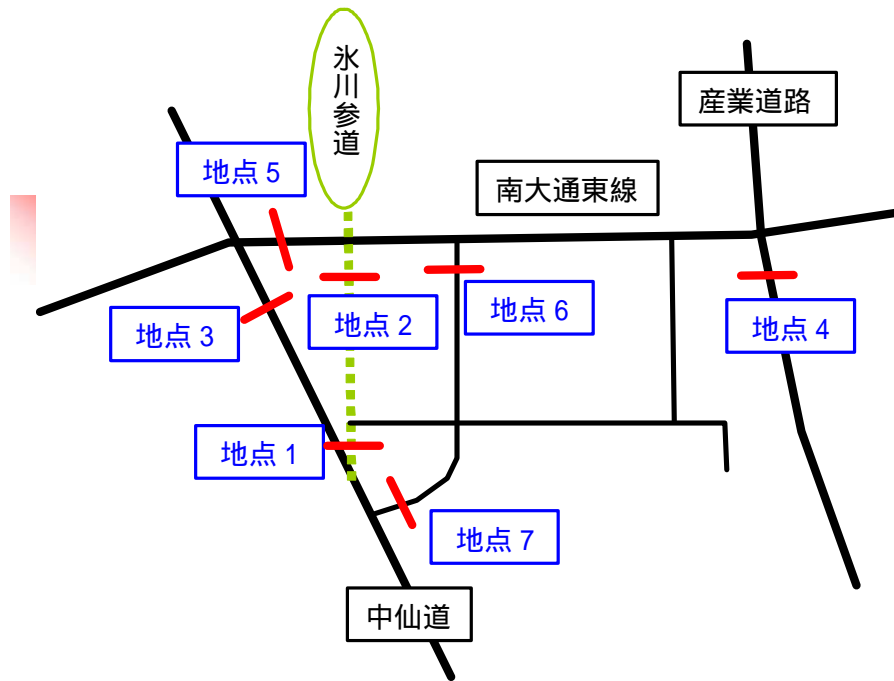 氷川参道
産業道路
地点 5
南大通東線
地点 3
地点 2
地点 6
地点 4
地点 1
地点 7
中仙道